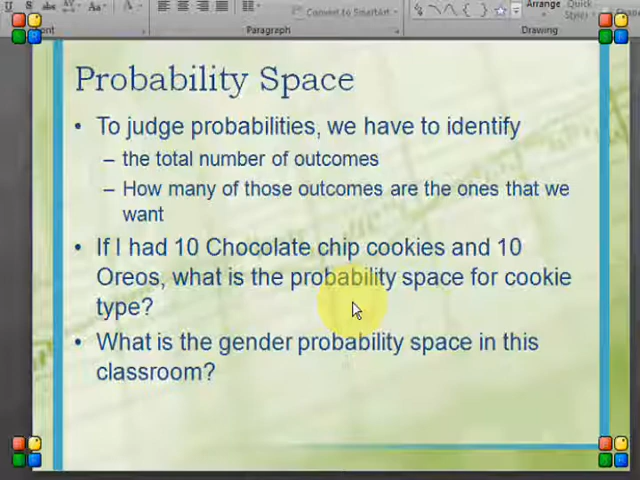 Convert to SmartArt
Arrange
Quick
Font
Paragraph
Drawing
Probability Space
• To judge probabilities, we have to identify
– the total number of outcomes
– How many of those outcomes are the ones that we
want
• If I had 10 Chocolate chip cookies and 10
Oreos, what is the probability space for cookie
type?
• What is the gender probability space in this
classroom?